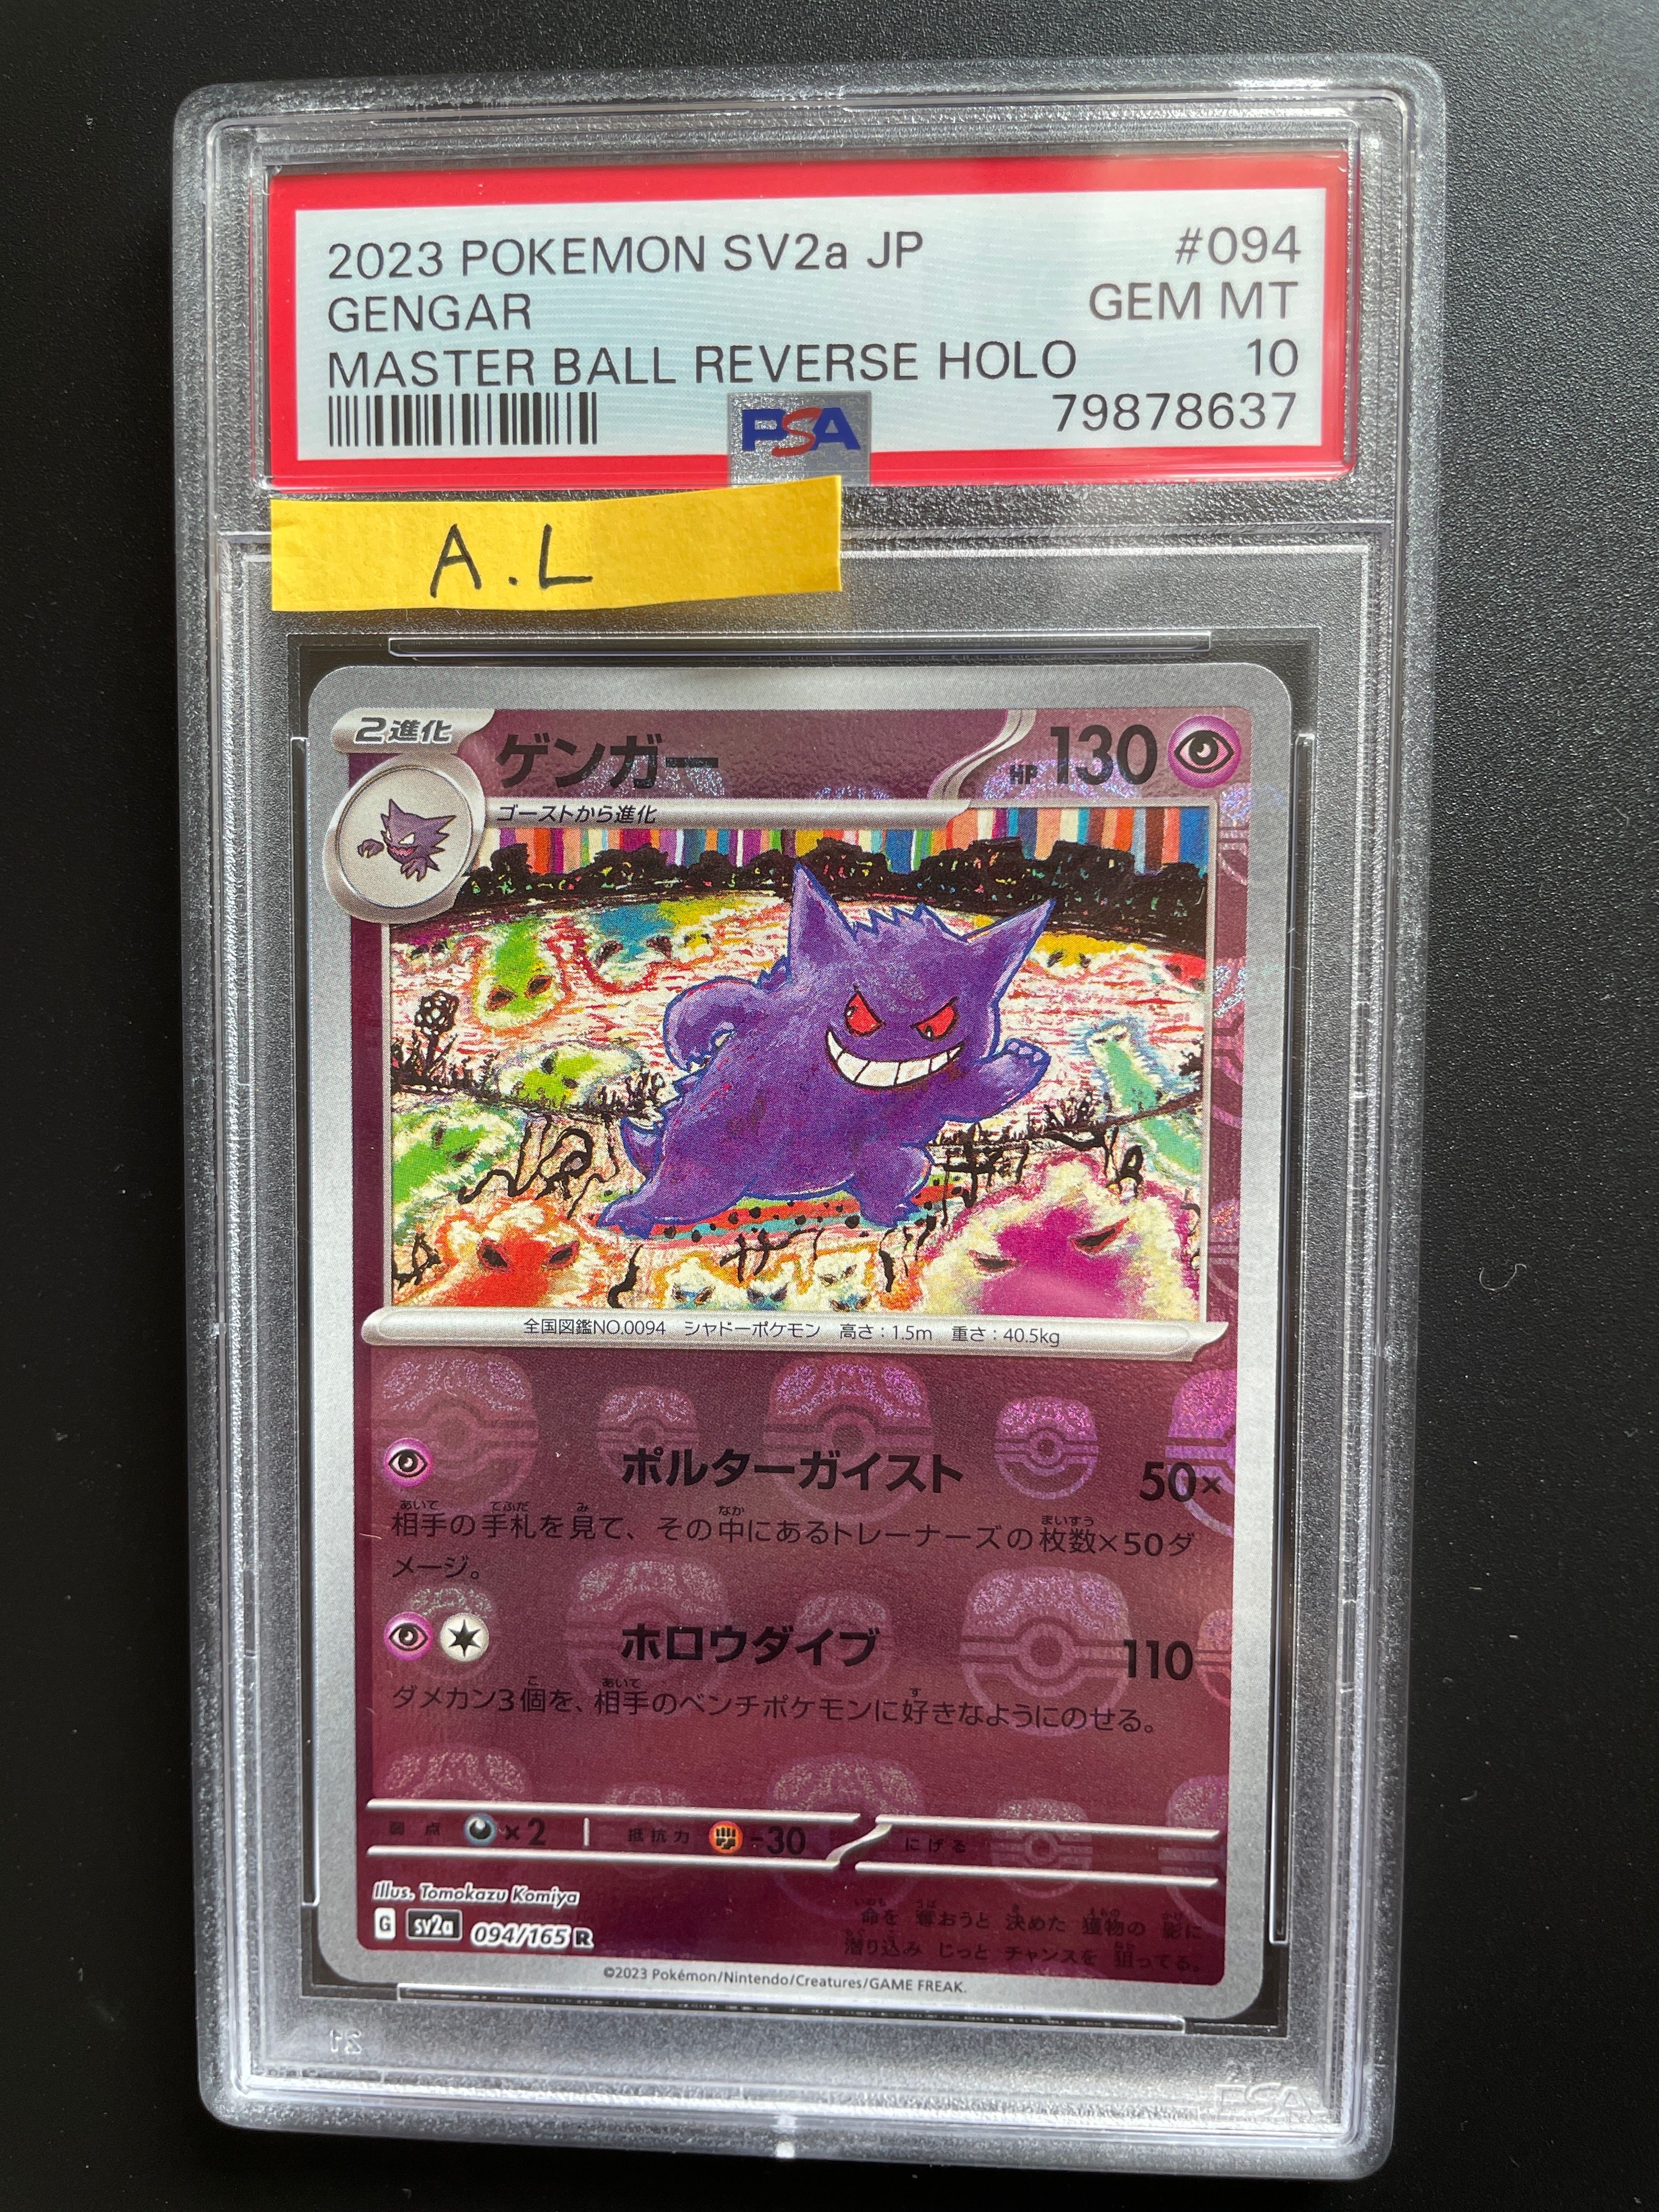 2023 POKEMON SV2a JP #094
GENGAR GEM MT
MASTER BALL REVERSE HOLO 10
PSA 79878637
A.L
2進化 ゲンガー HP 130
ゴーストから進化
全国図鑑NO.0094 シャドーポケモン 高さ:1.5m 重さ:40.5kg
ポルターガイスト 50×
相手の手札を見て、その中にあるトレーナーズの枚数×50ダ
メージ。
ホロウダイブ 110
ダメカン3個を、相手のベンチポケモンに好きなようにのせる。
弱点 ×2 抵抗力 -30 にげる
Illus. Tomokazu Komiya
G sv2a 094/165 R
命を 奪おうと 決めた 獲物の 影に
潜り込み じっと チャンスを 狙ってる。
©2023 Pokémon/Nintendo/Creatures/GAME FREAK.
PSA